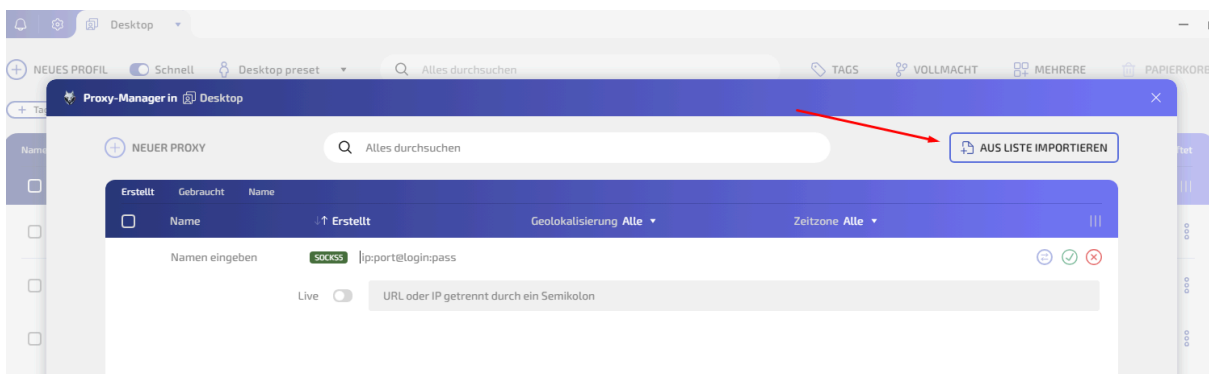 Desktop
NEUES PROFIL Schnell Desktop preset Alles durchsuchen TAGS VOLLMACHT MEHRERE PAPIERKORB
Proxy-Manager in Desktop
NEUER PROXY Alles durchsuchen AUS LISTE IMPORTIEREN
Name
Erstellt Gebraucht Name
Name ↓↑ Erstellt Geolokalisierung Alle Zeitzone Alle
Namen eingeben SOCKS5 ip:port@login:pass
Live URL oder IP getrennt durch ein Semikolon